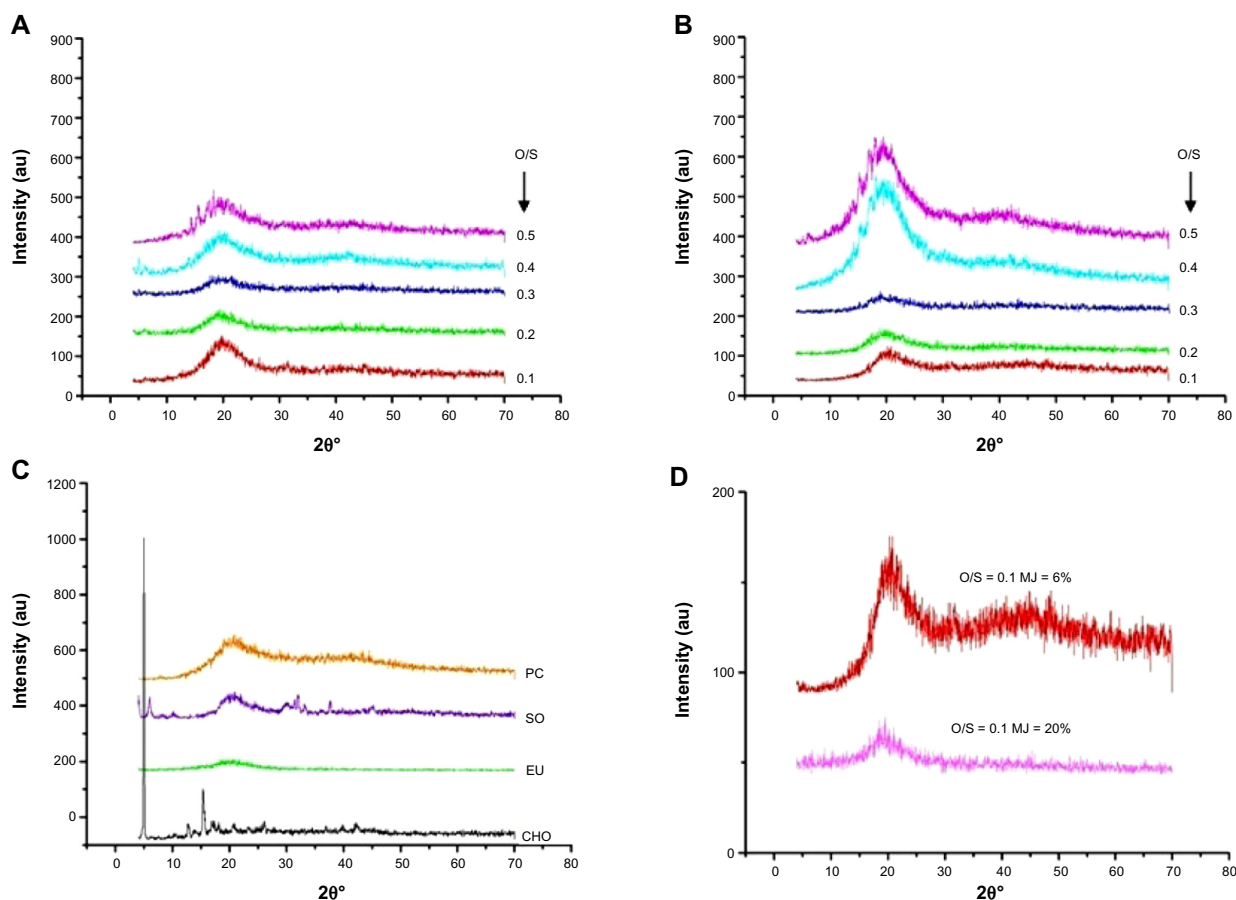 A
900
800
700
600
500
400
300
200
100
0
Intensity (au)
O/S
0.5
0.4
0.3
0.2
0.1
0 10 20 30 40 50 60 70 80
2θ°
B
900
800
700
600
500
400
300
200
100
0
Intensity (au)
O/S
0.5
0.4
0.3
0.2
0.1
0 10 20 30 40 50 60 70 80
2θ°
C
1200
1000
800
600
400
200
0
Intensity (au)
PC
SO
EU
CHO
0 10 20 30 40 50 60 70 80
2θ°
D
200
100
0
Intensity (au)
O/S = 0.1 MJ = 6%
O/S = 0.1 MJ = 20%
0 10 20 30 40 50 60 70 80
2θ°